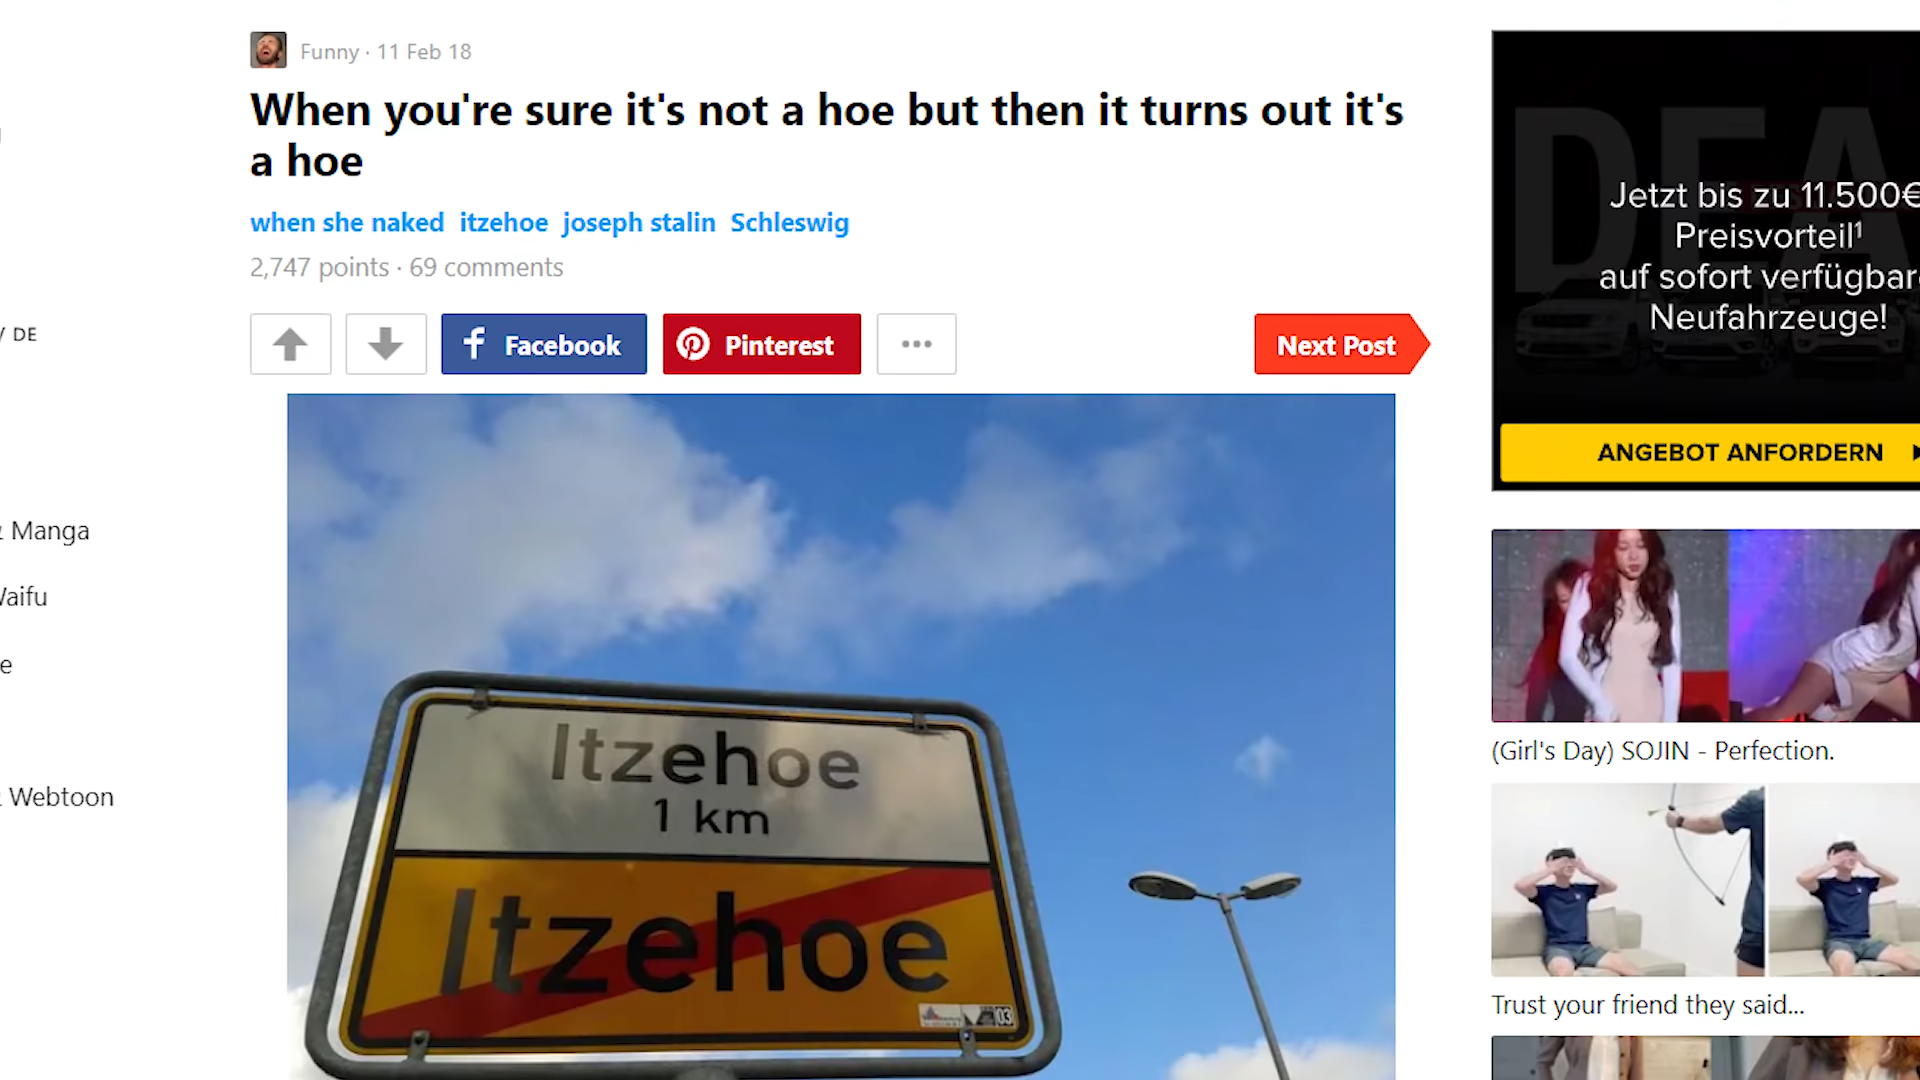 Funny · 11 Feb 18
When you're sure it's not a hoe but then it turns out it's
a hoe
when she naked itzehoe joseph stalin Schleswig
2,747 points · 69 comments
Facebook
Pinterest
Next Post
Itzehoe
1 km
Itzehoe
03
/ DE
Manga
e
Webtoon
DEA
Jetzt bis zu 11.500€
Preisvorteil¹
auf sofort verfügbare
Neufahrzeuge!
ANGEBOT ANFORDERN
(Girl's Day) SOJIN - Perfection.
Trust your friend they said...